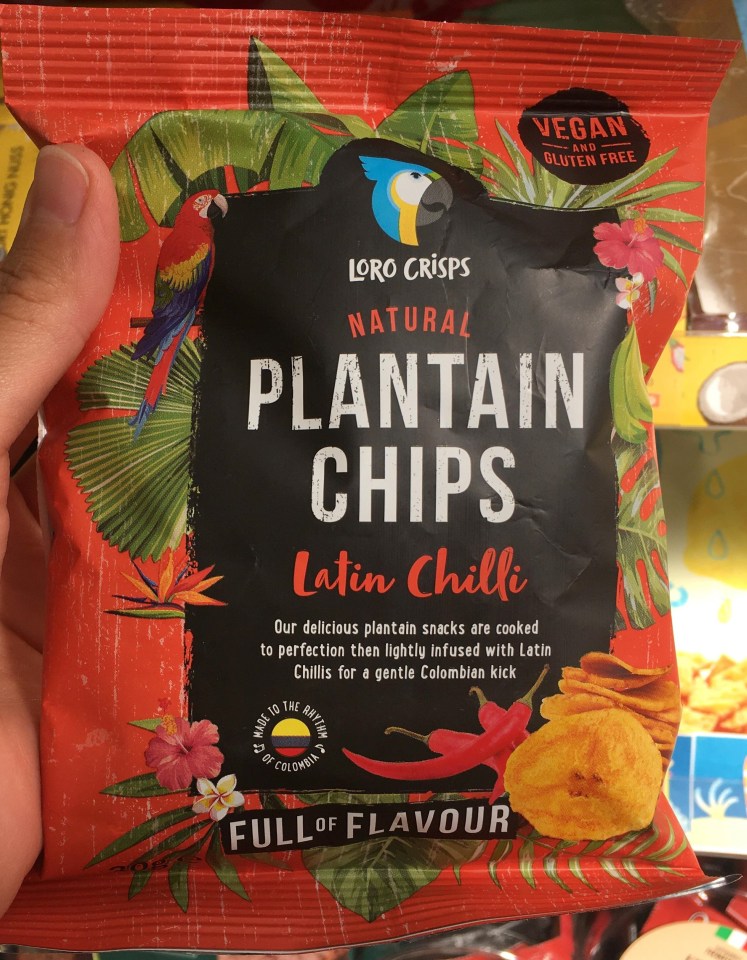 VEGAN
AND
GLUTEN FREE
LORO CRISPS
NATURAL
PLANTAIN
CHIPS
Latin Chilli
Our delicious plantain snacks are cooked
to perfection then lightly infused with Latin
Chillis for a gentle Colombian kick
MADE TO THE RHYTHM
OF COLOMBIA
FULL OF FLAVOUR
HONIG NUSS